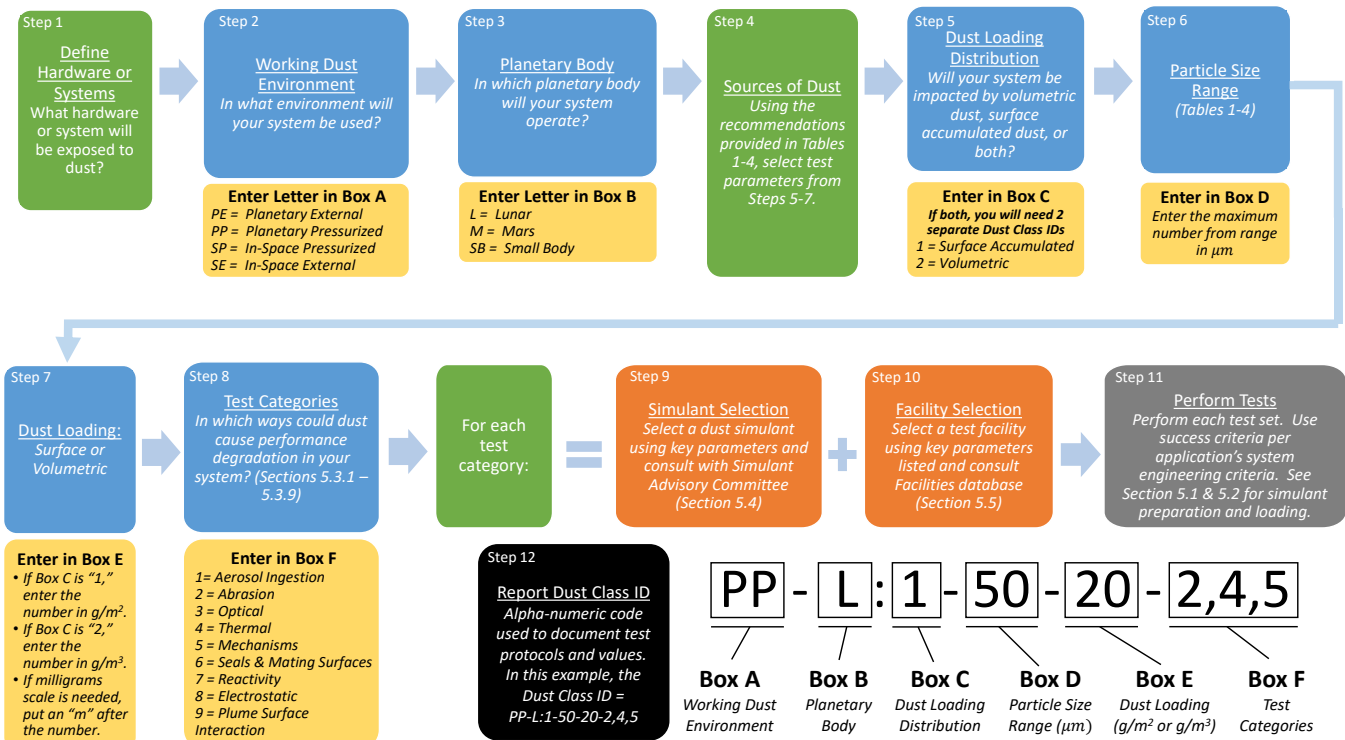 Step 1
Define
Hardware or
Systems
What hardware
or system will
be exposed to
dust?
Step 2
Working Dust
Environment
In what environment will
your system be used?
Enter Letter in Box A
PE = Planetary External
PP = Planetary Pressurized
SP = In-Space Pressurized
SE = In-Space External
Step 3
Planetary Body
In which planetary body
will your system
operate?
Enter Letter in Box B
L = Lunar
M = Mars
SB = Small Body
Step 4
Sources of Dust
Using the
recommendations
provided in Tables
1-4, select test
parameters from
Steps 5-7.
Step 5
Dust Loading
Distribution
Will your system be
impacted by volumetric
dust, surface
accumulated dust, or
both?
Enter in Box C
If both, you will need 2
separate Dust Class IDs
1 = Surface Accumulated
2 = Volumetric
Step 6
Particle Size
Range
(Tables 1-4)
Enter in Box D
Enter the maximum
number from range
in μm
Step 7
Dust Loading:
Surface or
Volumetric
Enter in Box E
• If Box C is “1,”
enter the
number in g/m².
• If Box C is “2,”
enter the
number in g/m³.
• If milligrams
scale is needed,
put an “m” after
the number.
Step 8
Test Categories
In which ways could dust
cause performance
degradation in your
system? (Sections 5.3.1 –
5.3.9)
Enter in Box F
1= Aerosol Ingestion
2 = Abrasion
3 = Optical
4 = Thermal
5 = Mechanisms
6 = Seals & Mating Surfaces
7 = Reactivity
8 = Electrostatic
9 = Plume Surface
Interaction
For each
test
category:
=
Step 9
Simulant Selection
Select a dust simulant
using key parameters and
consult with Simulant
Advisory Committee
(Section 5.4)
+
Step 10
Facility Selection
Select a test facility
using key parameters
listed and consult
Facilities database
(Section 5.5)
Step 11
Perform Tests
Perform each test set. Use
success criteria per
application’s system
engineering criteria. See
Section 5.1 & 5.2 for simulant
preparation and loading.
Step 12
Report Dust Class ID
Alpha-numeric code
used to document test
protocols and values.
In this example, the
Dust Class ID =
PP-L:1-50-20-2,4,5
PP - L : 1 - 50 - 20 - 2,4,5
Box A
Working Dust
Environment
Box B
Planetary
Body
Box C
Dust Loading
Distribution
Box D
Particle Size
Range (μm)
Box E
Dust Loading
(g/m² or g/m³)
Box F
Test
Categories